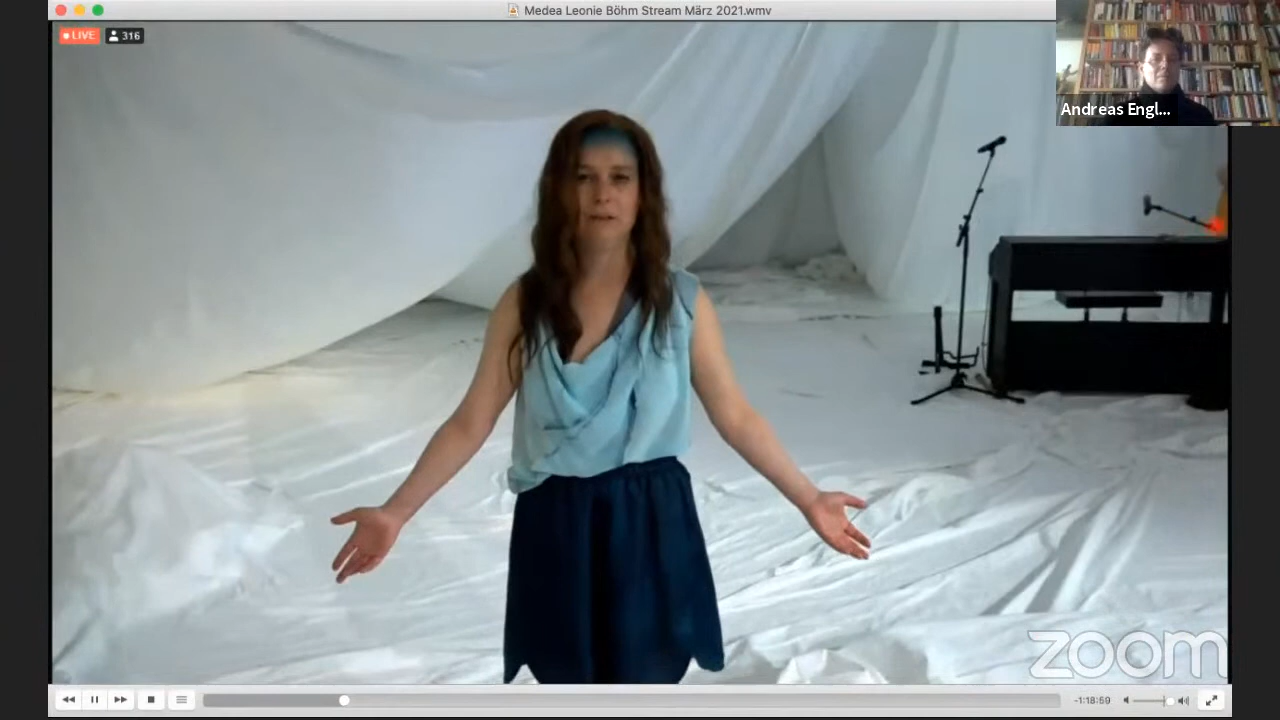 Medea Leonie Böhm Stream März 2021.wmv
LIVE
316
Andreas Engl...
zoom
-1:18:59